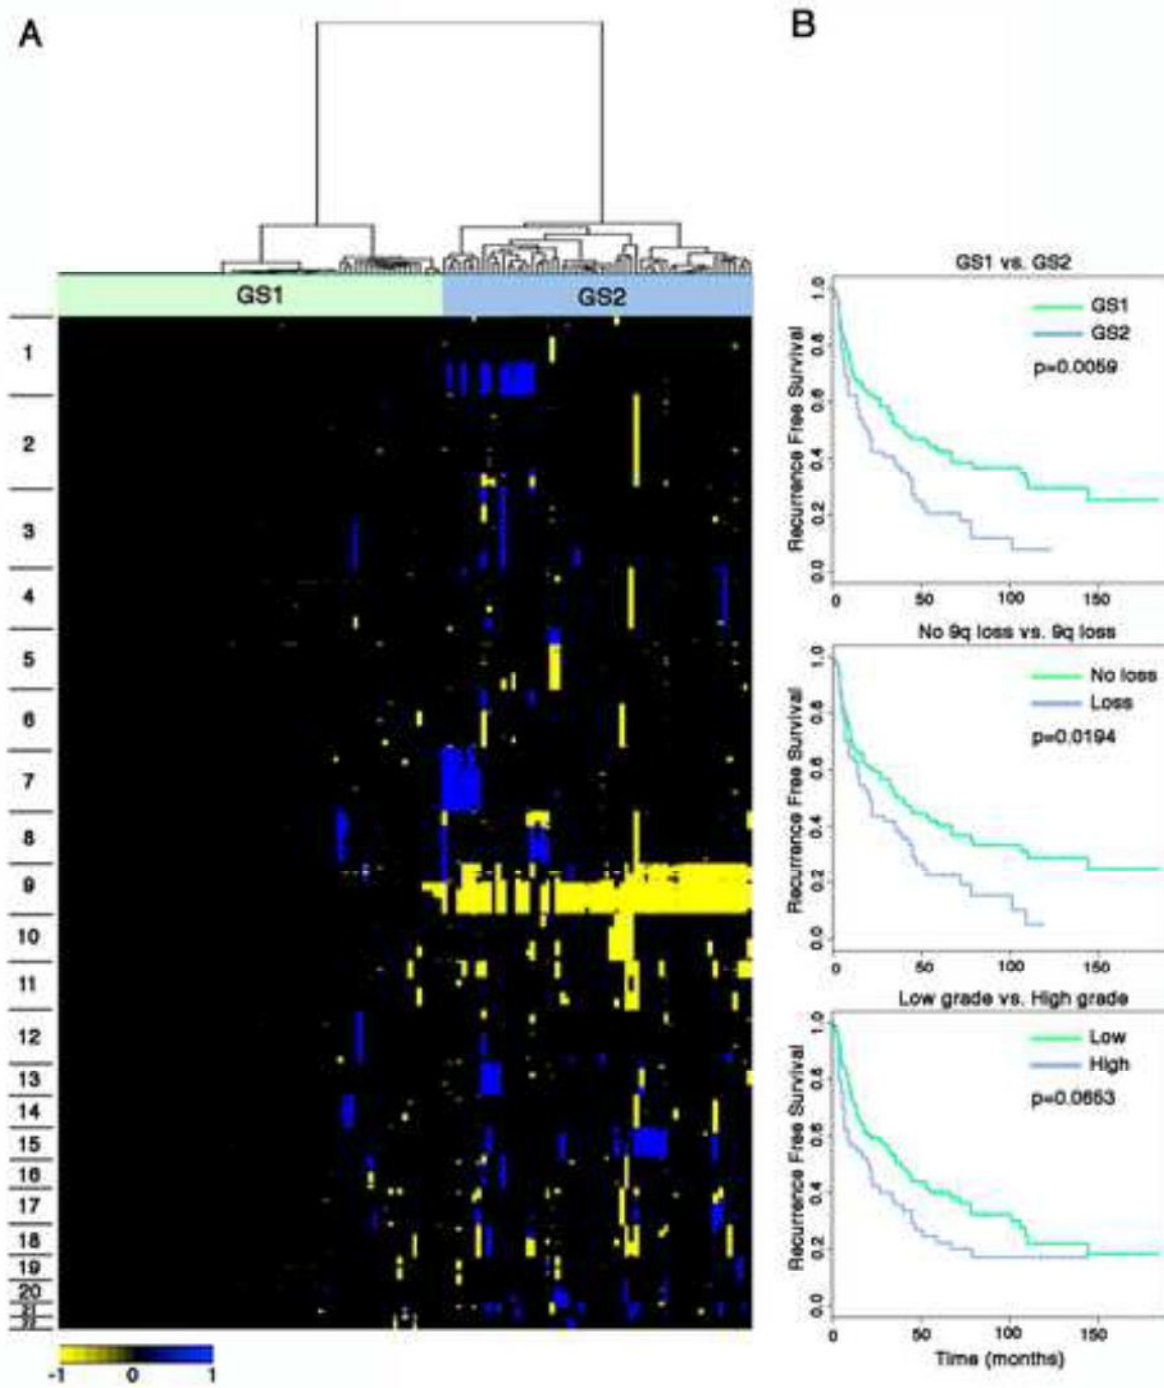 A
B
GS1
GS2
1
2
3
4
5
6
7
8
9
10
11
12
13
14
15
16
17
18
19
20
21
22
-1
0
1
GS1 vs. GS2
Recurrence Free Survival
1.0
0.8
0.6
0.4
0.2
0.0
GS1
GS2
p=0.0059
0
50
100
150
No 9q loss vs. 9q loss
Recurrence Free Survival
1.0
0.8
0.6
0.4
0.2
0.0
No loss
Loss
p=0.0194
0
50
100
150
Low grade vs. High grade
Recurrence Free Survival
1.0
0.8
0.6
0.4
0.2
0.0
Low
High
p=0.0653
0
50
100
150
Time (months)